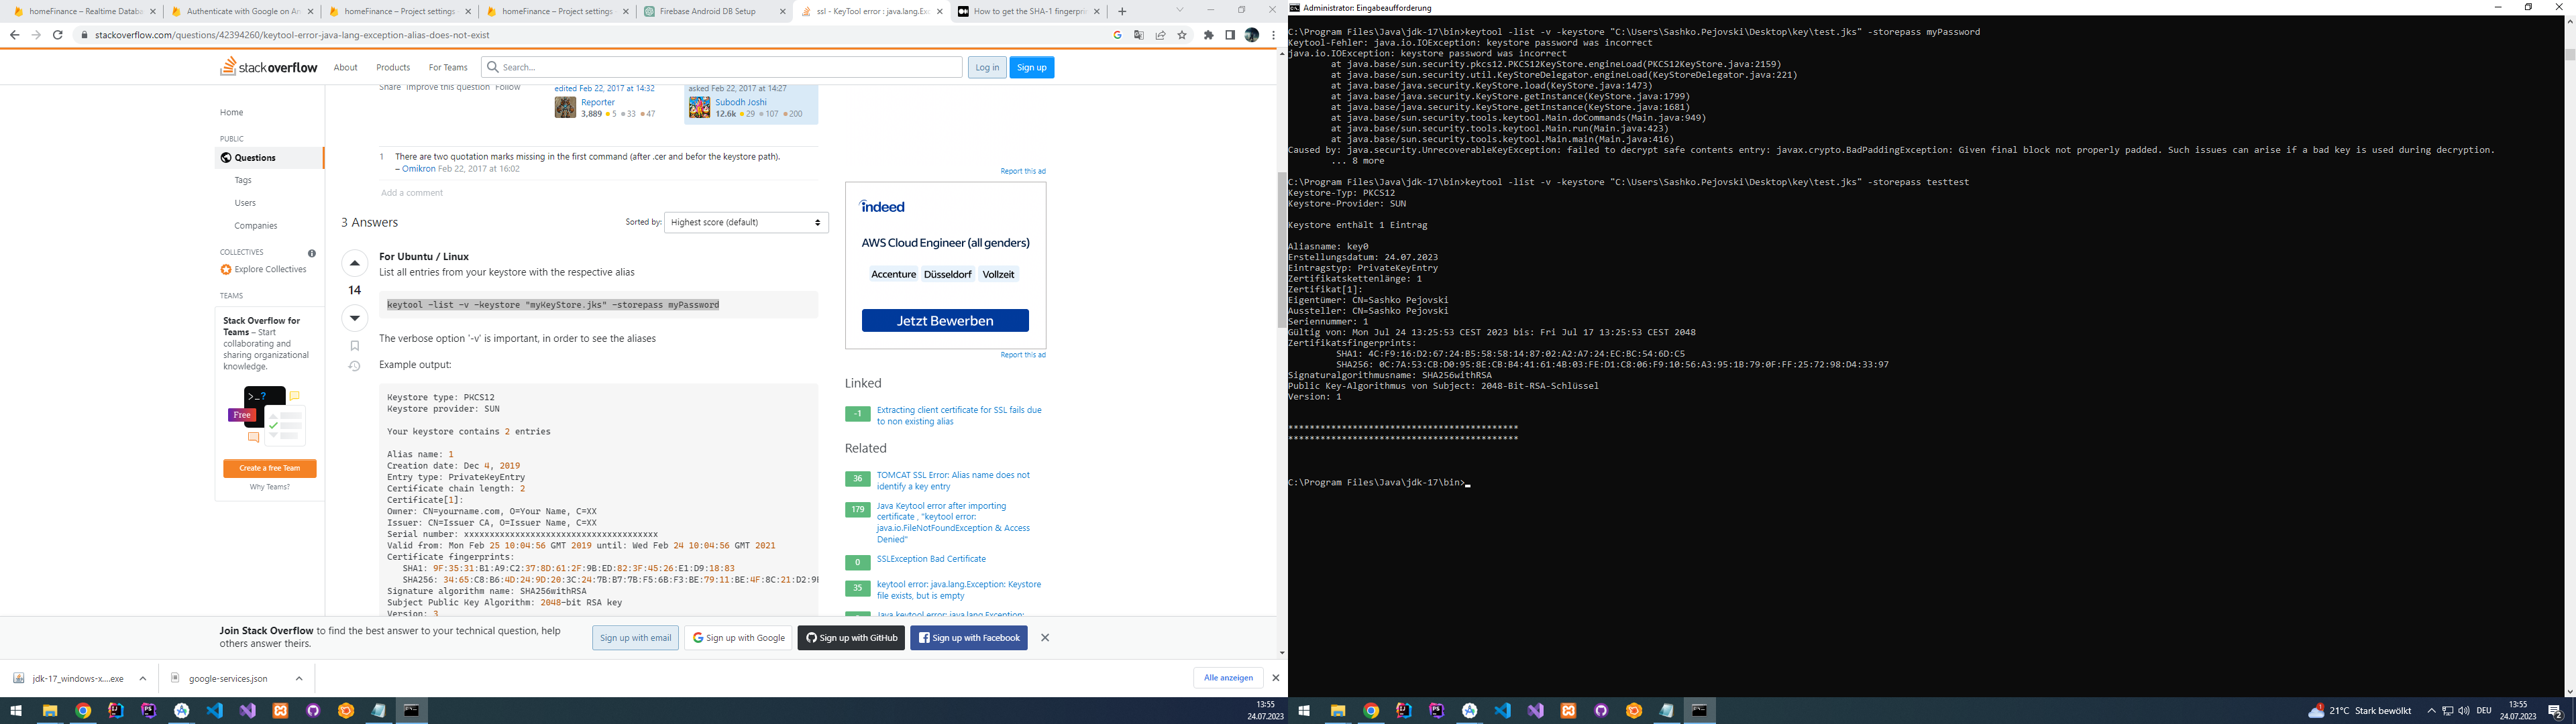 homeFinance – Realtime Databa
Authenticate with Google on An
homeFinance – Project settings
homeFinance – Project settings
Firebase Android DB Setup
ssl - KeyTool error : java.lang.Exc
How to get the SHA-1 fingerprin
stackoverflow.com/questions/42394260/keytool-error-java-lang-exception-alias-does-not-exist
stackoverflow
About
Products
For Teams
Search...
Log in
Sign up
Home
PUBLIC
Questions
Tags
Users
Companies
COLLECTIVES
Explore Collectives
TEAMS
Stack Overflow for
Teams – Start
collaborating and
sharing organizational
knowledge.
>_?
Free
Create a free Team
Why Teams?
Share Improve this question Follow
edited Feb 22, 2017 at 14:32
Reporter
3,889 5 33 47
asked Feb 22, 2017 at 14:27
Subodh Joshi
12.6k 29 107 200
1 There are two quotation marks missing in the first command (after .cer and befor the keystore path).
– Omikron Feb 22, 2017 at 16:02
Add a comment
3 Answers
Sorted by: Highest score (default)
14
For Ubuntu / Linux
List all entries from your keystore with the respective alias
keytool -list -v -keystore "myKeyStore.jks" -storepass myPassword
The verbose option '-v' is important, in order to see the aliases
Example output:
Keystore type: PKCS12
Keystore provider: SUN
Your keystore contains 2 entries
Alias name: 1
Creation date: Dec 4, 2019
Entry type: PrivateKeyEntry
Certificate chain length: 2
Certificate[1]:
Owner: CN=yourname.com, O=Your Name, C=XX
Issuer: CN=Issuer CA, O=Issuer Name, C=XX
Serial number: xxxxxxxxxxxxxxxxxxxxxxxxxxxxxxxxxxxxxx
Valid from: Mon Feb 25 10:04:56 GMT 2019 until: Wed Feb 24 10:04:56 GMT 2021
Certificate fingerprints:
SHA1: 9F:35:31:B1:A9:C2:37:8D:61:2F:9B:ED:82:3F:45:26:E1:D9:18:83
SHA256: 34:65:C8:B6:4D:24:9D:20:3C:24:7B:B7:7B:F5:6B:F3:BE:79:11:BE:4F:8C:21:D2:9
Signature algorithm name: SHA256withRSA
Subject Public Key Algorithm: 2048-bit RSA key
Version: 3
Report this ad
indeed
AWS Cloud Engineer (all genders)
Accenture
Düsseldorf
Vollzeit
Jetzt Bewerben
Report this ad
Linked
-1 Extracting client certificate for SSL fails due
to non existing alias
Related
36 TOMCAT SSL Error: Alias name does not
identify a key entry
179 Java Keytool error after importing
certificate , "keytool error:
java.io.FileNotFoundException & Access
Denied"
0 SSLException Bad Certificate
35 keytool error: java.lang.Exception: Keystore
file exists, but is empty
Java keytool error: java.lang.Exception:
Join Stack Overflow to find the best answer to your technical question, help
others answer theirs.
Sign up with email
Sign up with Google
Sign up with GitHub
Sign up with Facebook
jdk-17_windows-x....exe
google-services.json
Alle anzeigen
13:55
24.07.2023
Administrator: Eingabeaufforderung
C:\Program Files\Java\jdk-17\bin>keytool -list -v -keystore "C:\Users\Sashko.Pejovski\Desktop\key\test.jks" -storepass myPassword
Keytool-Fehler: java.io.IOException: keystore password was incorrect
java.io.IOException: keystore password was incorrect
at java.base/sun.security.pkcs12.PKCS12KeyStore.engineLoad(PKCS12KeyStore.java:2159)
at java.base/sun.security.util.KeyStoreDelegator.engineLoad(KeyStoreDelegator.java:221)
at java.base/java.security.KeyStore.load(KeyStore.java:1473)
at java.base/java.security.KeyStore.getInstance(KeyStore.java:1799)
at java.base/java.security.KeyStore.getInstance(KeyStore.java:1681)
at java.base/sun.security.tools.keytool.Main.doCommands(Main.java:949)
at java.base/sun.security.tools.keytool.Main.run(Main.java:423)
at java.base/sun.security.tools.keytool.Main.main(Main.java:416)
Caused by: java.security.UnrecoverableKeyException: failed to decrypt safe contents entry: javax.crypto.BadPaddingException: Given final block not properly padded. Such issues can arise if a bad key is used during decryption.
... 8 more
C:\Program Files\Java\jdk-17\bin>keytool -list -v -keystore "C:\Users\Sashko.Pejovski\Desktop\key\test.jks" -storepass testtest
Keystore-Typ: PKCS12
Keystore-Provider: SUN
Keystore enthält 1 Eintrag
Aliasname: key0
Erstellungsdatum: 24.07.2023
Eintragstyp: PrivateKeyEntry
Zertifikatskettenlänge: 1
Zertifikat[1]:
Eigentümer: CN=Sashko Pejovski
Aussteller: CN=Sashko Pejovski
Seriennummer: 1
Gültig von: Mon Jul 24 13:25:53 CEST 2023 bis: Fri Jul 17 13:25:53 CEST 2048
Zertifikatsfingerprints:
SHA1: 4C:F9:16:D2:67:24:B5:58:58:14:87:02:A2:A7:24:EC:BC:54:6D:C5
SHA256: 0C:7A:53:CB:D0:95:8E:CB:B4:41:61:4B:03:FE:D1:C8:06:F9:10:56:A3:95:1B:79:0F:FF:25:72:98:D4:33:97
Signaturalgorithmusname: SHA256withRSA
Public Key-Algorithmus von Subject: 2048-Bit-RSA-Schlüssel
Version: 1
*******************************************
*******************************************
C:\Program Files\Java\jdk-17\bin>
21°C Stark bewölkt
DEU
13:55
24.07.2023
2